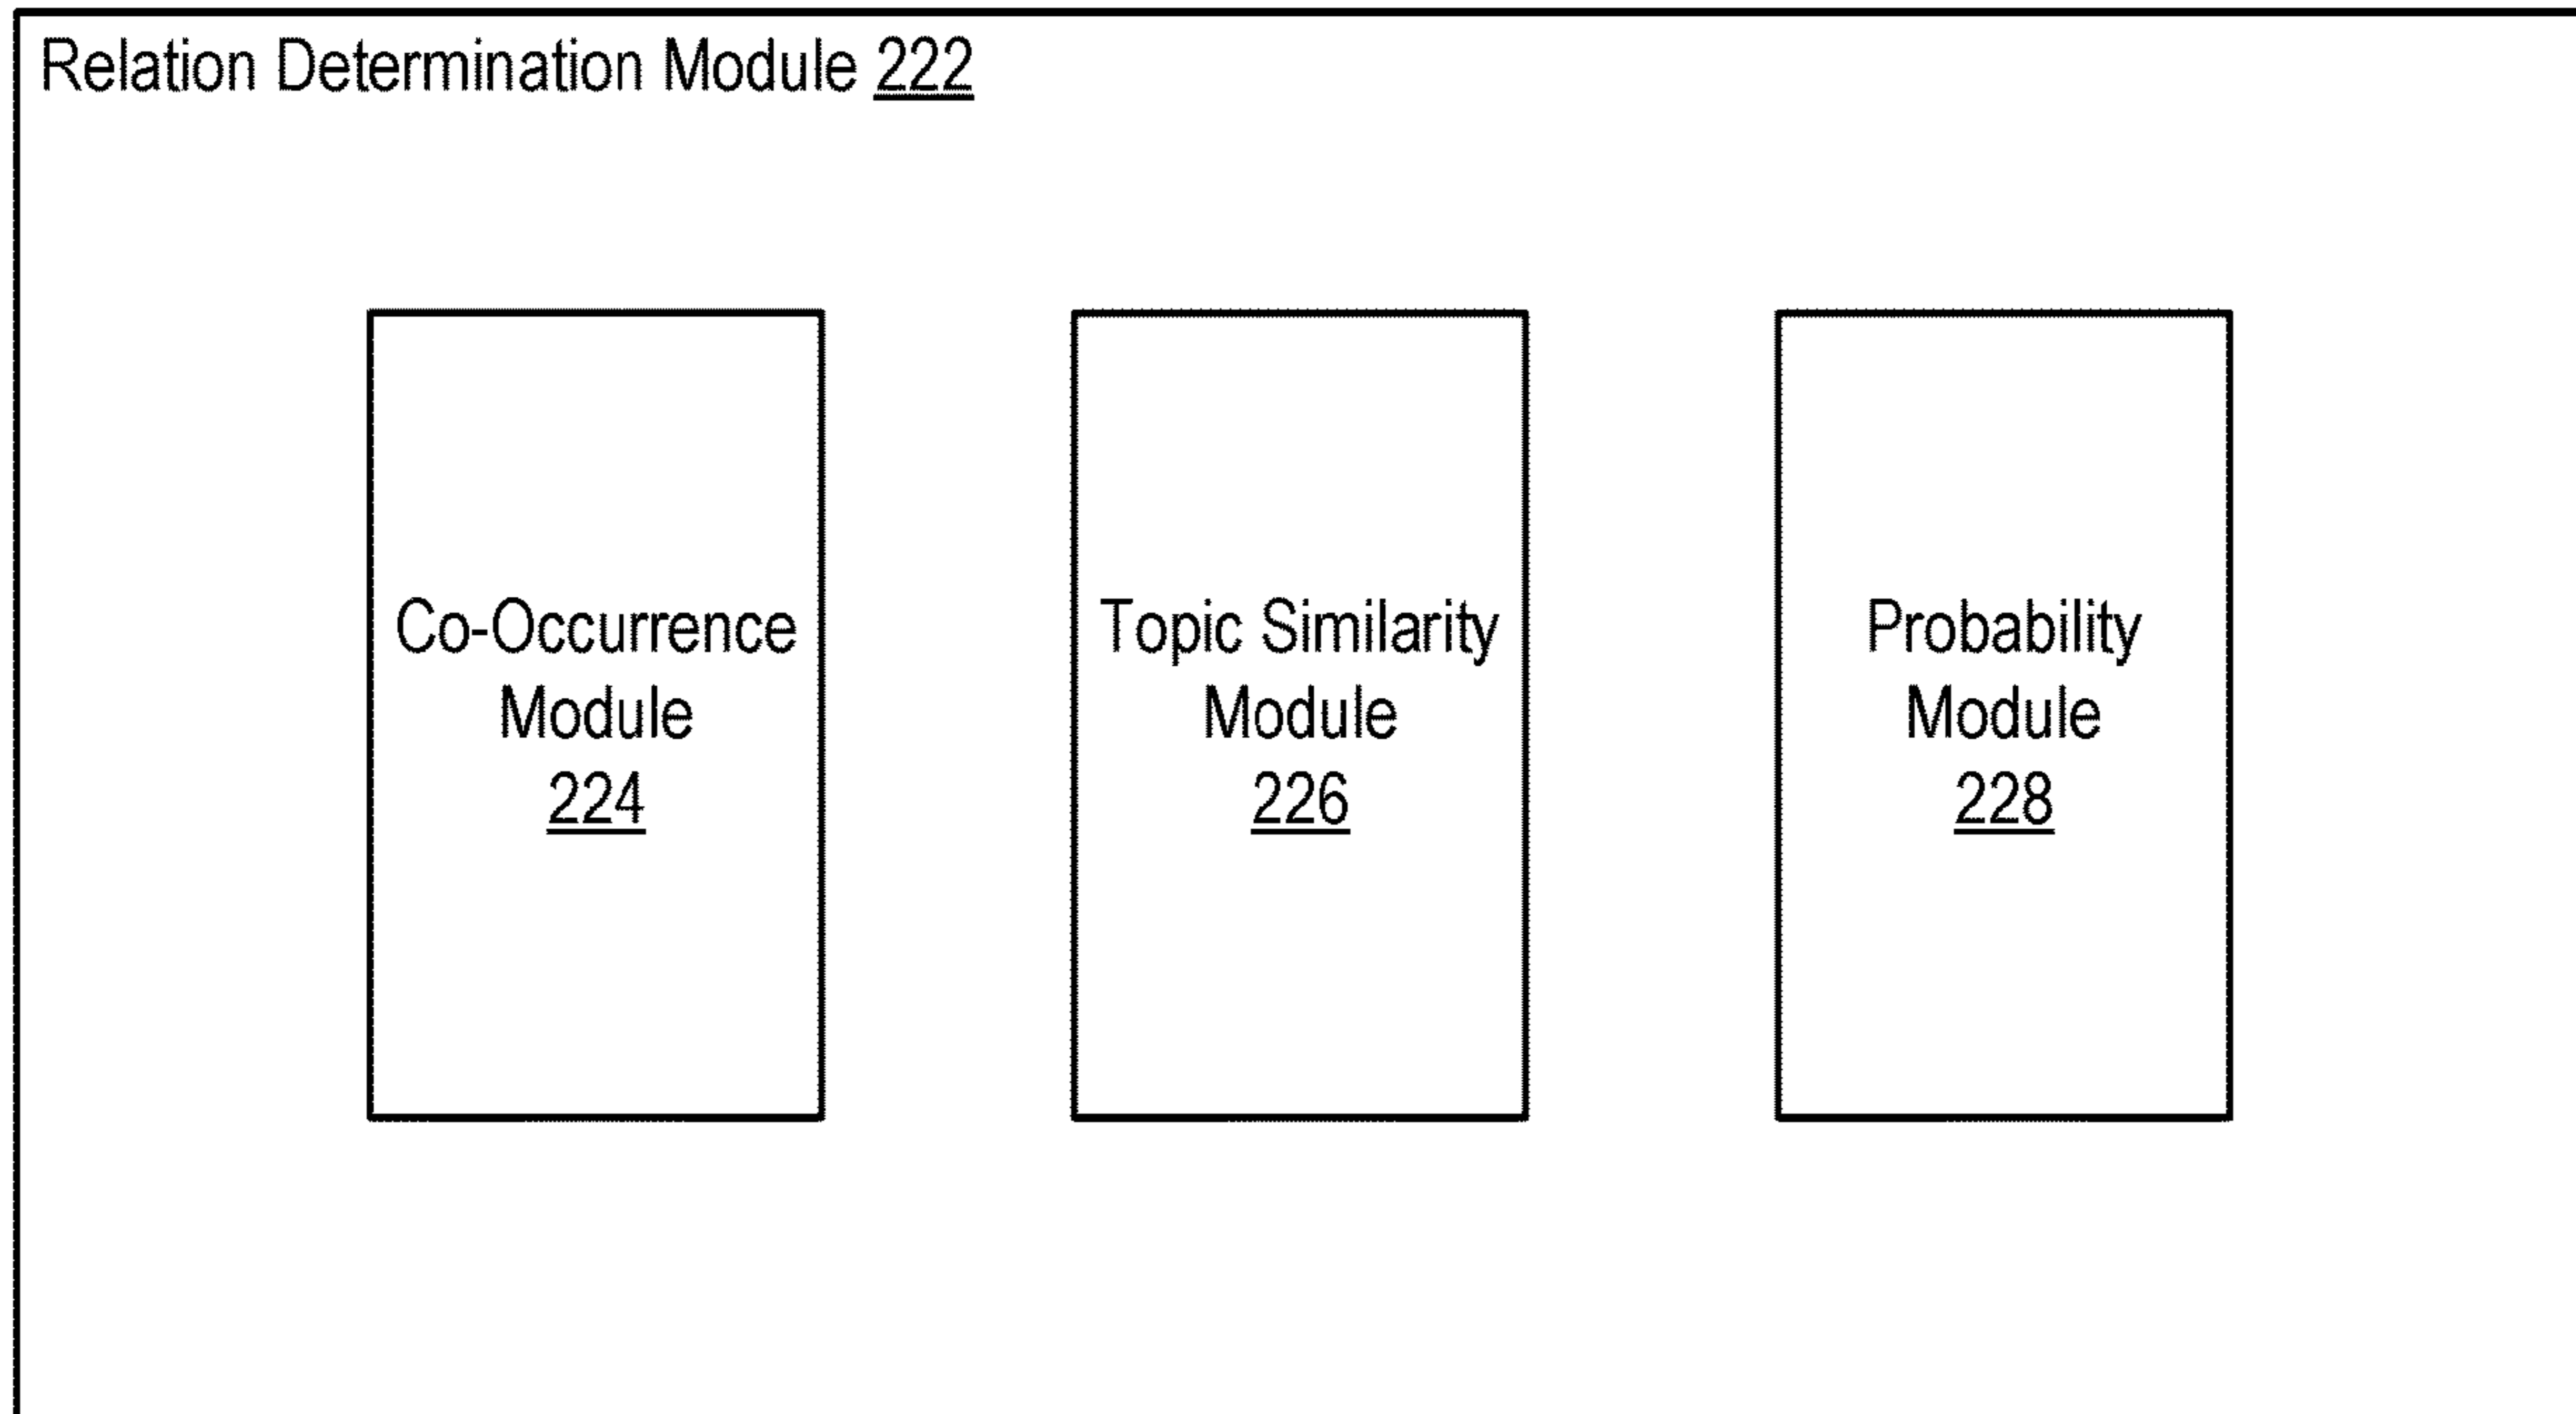 Relation Determination Module 222
Co-Occurrence
Module
224
Topic Similarity
Module
226
Probability
Module
228